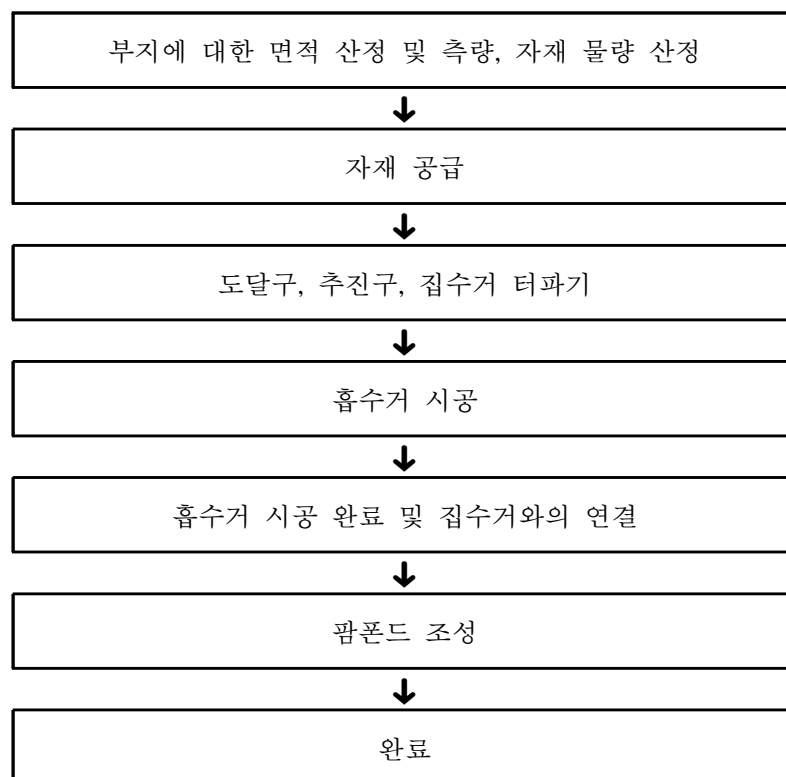 부지에 대한 면적 산정 및 측량, 자재 물량 산정
자재 공급
도달구, 추진구, 집수거 터파기
흡수거 시공
흡수거 시공 완료 및 집수거와의 연결
팜폰드 조성
완료